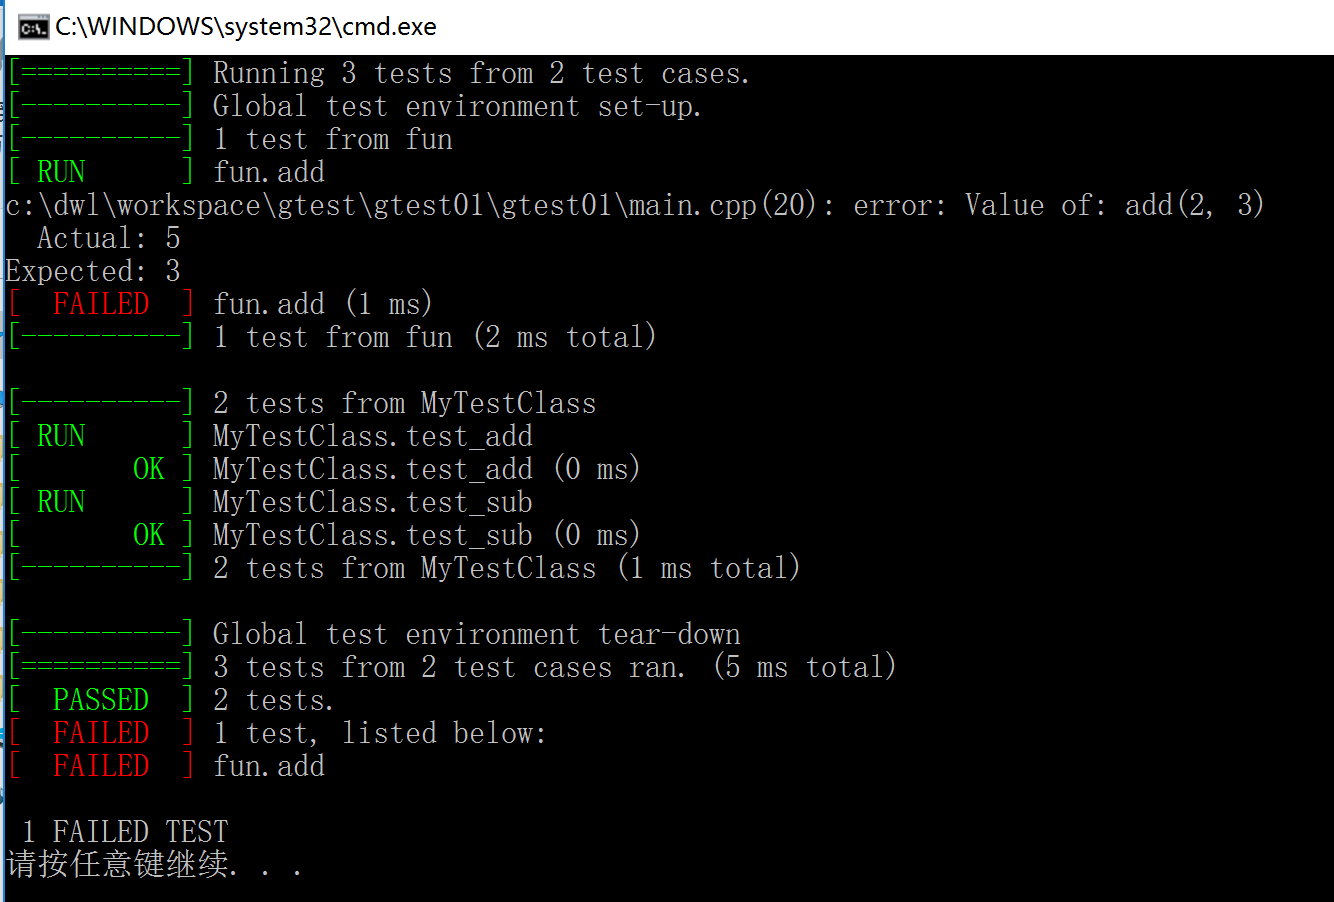 C:\WINDOWS\system32\cmd.exe
[==========] Running 3 tests from 2 test cases.
[----------] Global test environment set-up.
[----------] 1 test from fun
[ RUN      ] fun.add
c:\dwl\workspace\gtest\gtest01\gtest01\main.cpp(20): error: Value of: add(2, 3)
  Actual: 5
Expected: 3
[  FAILED  ] fun.add (1 ms)
[----------] 1 test from fun (2 ms total)

[----------] 2 tests from MyTestClass
[ RUN      ] MyTestClass.test_add
[       OK ] MyTestClass.test_add (0 ms)
[ RUN      ] MyTestClass.test_sub
[       OK ] MyTestClass.test_sub (0 ms)
[----------] 2 tests from MyTestClass (1 ms total)

[----------] Global test environment tear-down
[==========] 3 tests from 2 test cases ran. (5 ms total)
[  PASSED  ] 2 tests.
[  FAILED  ] 1 test, listed below:
[  FAILED  ] fun.add

 1 FAILED TEST
请按任意键继续. . .